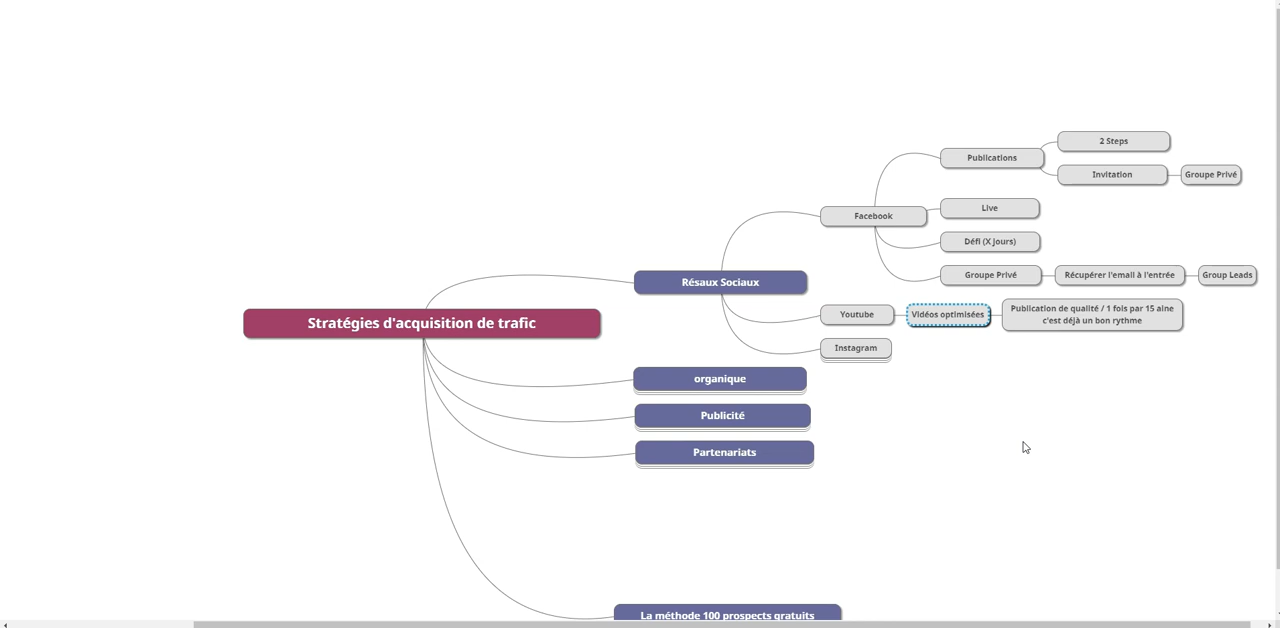 2 Steps
Publications
Invitation
Groupe Privé
Live
Facebook
Défi (X jours)
Groupe Privé
Récupérer l'email à l'entrée
Group Leads
Résaux Sociaux
Stratégies d'acquisition de trafic
Youtube
Vidéos optimisées
Publication de qualité / 1 fois par 15 aine
c'est déjà un bon rythme
Instagram
organique
Publicité
Partenariats
La méthode 100 prospects gratuits